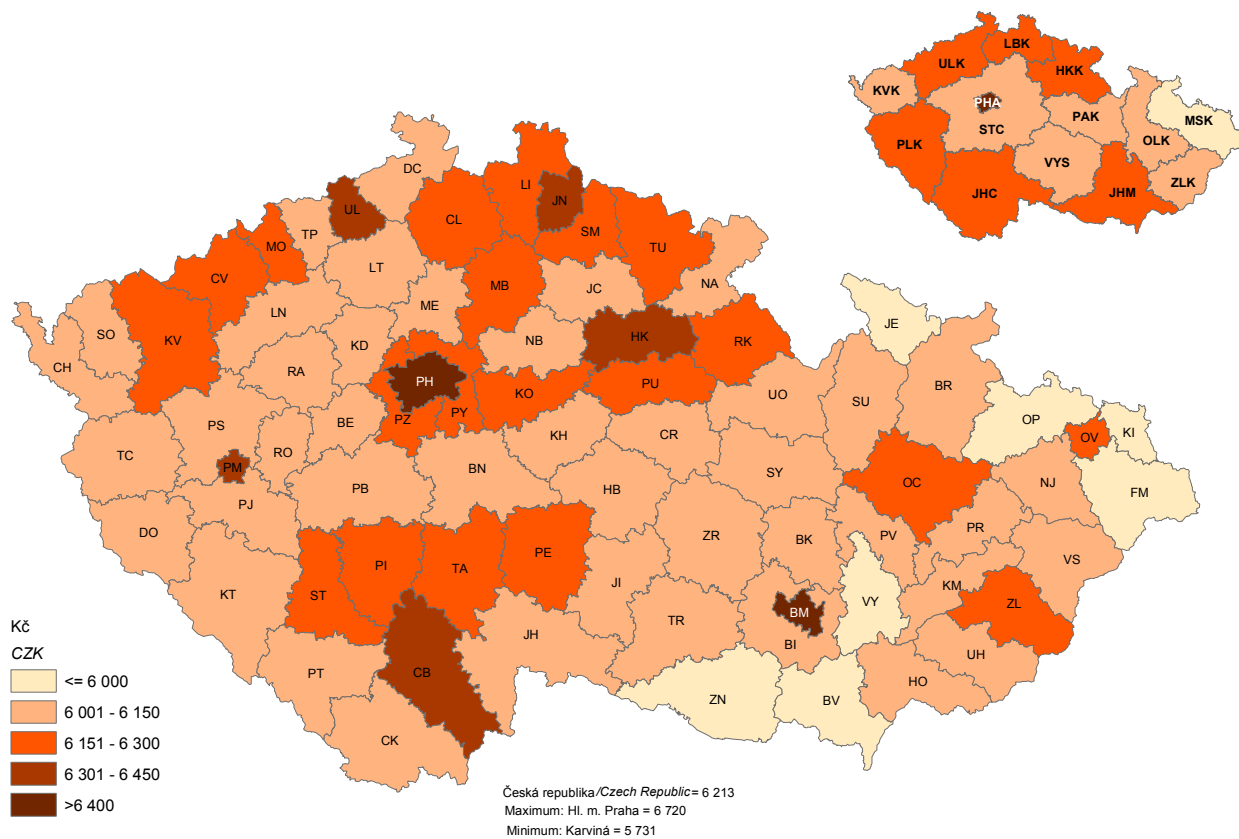 LBK
ULK
HKK
KVK
PHA
PAK
MSK
STC
OLK
PLK
VYS
ZLK
JHC
JHM
DC
LI
JN
UL
CL
SM
TU
MO
TP
CV
LT
MB
JC
NA
ME
SO
LN
KV
NB
HK
RK
JE
KD
CH
RA
PH
PU
KO
BR
UO
SU
PZ
PY
BE
PS
OP
KI
OV
KH
CR
TC
RO
PM
BN
SY
OC
NJ
FM
PB
HB
PJ
DO
PR
ZR
BK
PV
VS
PI
TA
PE
KT
ST
JI
KM
ZL
VY
BM
TR
JH
BI
UH
PT
CB
HO
ZN
BV
CK
Kč
CZK
<= 6 000
6 001 - 6 150
6 151 - 6 300
6 301 - 6 450
>6 400
Česká republika/Czech Republic= 6 213
Maximum: Hl. m. Praha = 6 720
Minimum: Karviná = 5 731